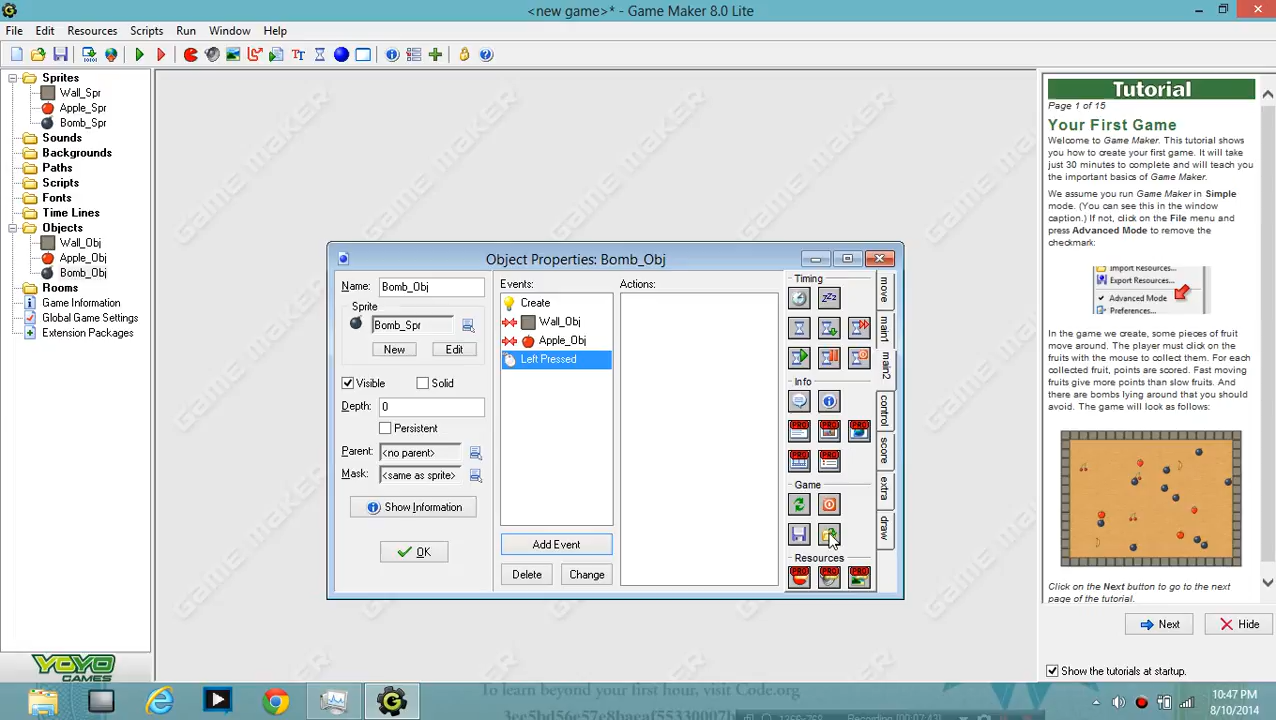 <new game>* - Game Maker 8.0 Lite
File Edit Resources Scripts Run Window Help
Sprites
Wall_Spr
Apple_Spr
Bomb_Spr
Sounds
Backgrounds
Paths
Scripts
Fonts
Time Lines
Objects
Wall_Obj
Apple_Obj
Bomb_Obj
Rooms
Game Information
Global Game Settings
Extension Packages
YOYO
GAMES
Object Properties: Bomb_Obj
Name: Bomb_Obj
Sprite
Bomb_Spr
New Edit
Visible Solid
Depth: 0
Persistent
Parent: <no parent>
Mask: <same as sprite>
Show Information
OK
Events:
Create
Wall_Obj
Apple_Obj
Left Pressed
Add Event
Delete Change
Actions:
Timing
Info
PRO PRO PRO
PRO PRO
Game
Resources
PRO PRO PRO
move
main1
main2
control
score
extra
draw
Tutorial
Page 1 of 15
Your First Game
Welcome to Game Maker. This tutorial shows
you how to create your first game. It will take
just 30 minutes to complete and will teach you
the important basics of Game Maker.
We assume you run Game Maker in Simple
mode. (You can see this in the window
caption.) If not, click on the File menu and
press Advanced Mode to remove the
checkmark:
Import Resources...
Export Resources...
Advanced Mode
Preferences...
In the game we create, some pieces of fruit
move around. The player must click on the
fruits with the mouse to collect them. For each
collected fruit, points are scored. Fast moving
fruits give more points than slow fruits. And
there are bombs lying around that you should
avoid. The game will look as follows:
Click on the Next button to go to the next
page of the tutorial.
Next Hide
Show the tutorials at startup.
To learn beyond your first hour, visit Code.org
10:47 PM
8/10/2014